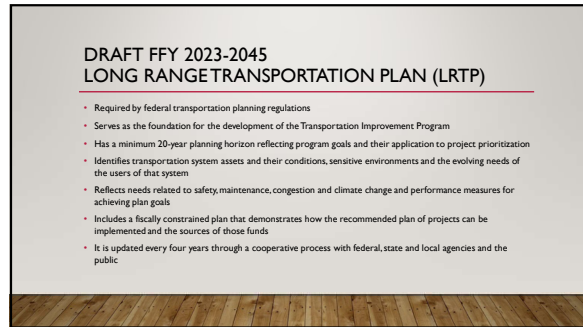 DRAFT FFY 2023-2045
LONG RANGE TRANSPORTATION PLAN (LRTP)
• Required by federal transportation planning regulations
• Serves as the foundation for the development of the Transportation Improvement Program
• Has a minimum 20-year planning horizon reflecting program goals and their application to project prioritization
• Identifies transportation system assets and their conditions, sensitive environments and the evolving needs of
the users of that system
• Reflects needs related to safety, maintenance, congestion and climate change and performance measures for
achieving plan goals
• Includes a fiscally constrained plan that demonstrates how the recommended plan of projects can be
implemented and the sources of those funds
• It is updated every four years through a cooperative process with federal, state and local agencies and the
public